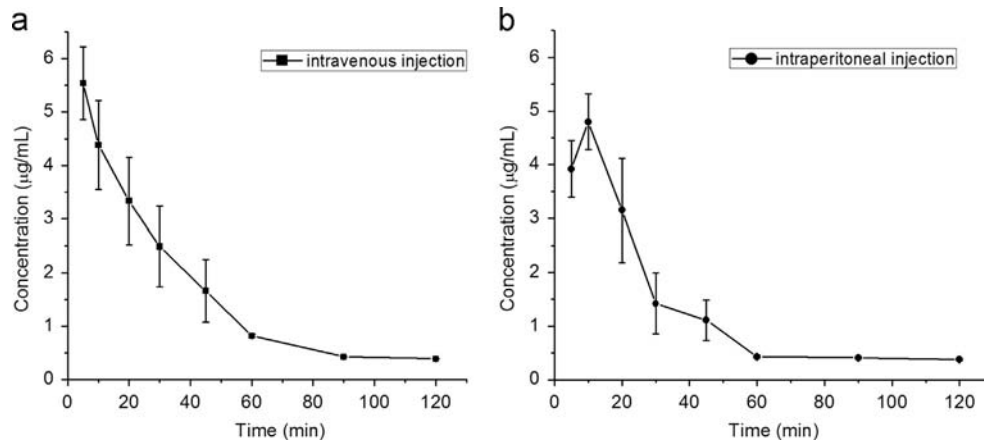 a
intravenous injection
Concentration (μg/mL)
6
5
4
3
2
1
0
0 20 40 60 80 100 120
Time (min)
b
intraperitoneal injection
Concentration (μg/mL)
6
5
4
3
2
1
0
0 20 40 60 80 100 120
Time (min)